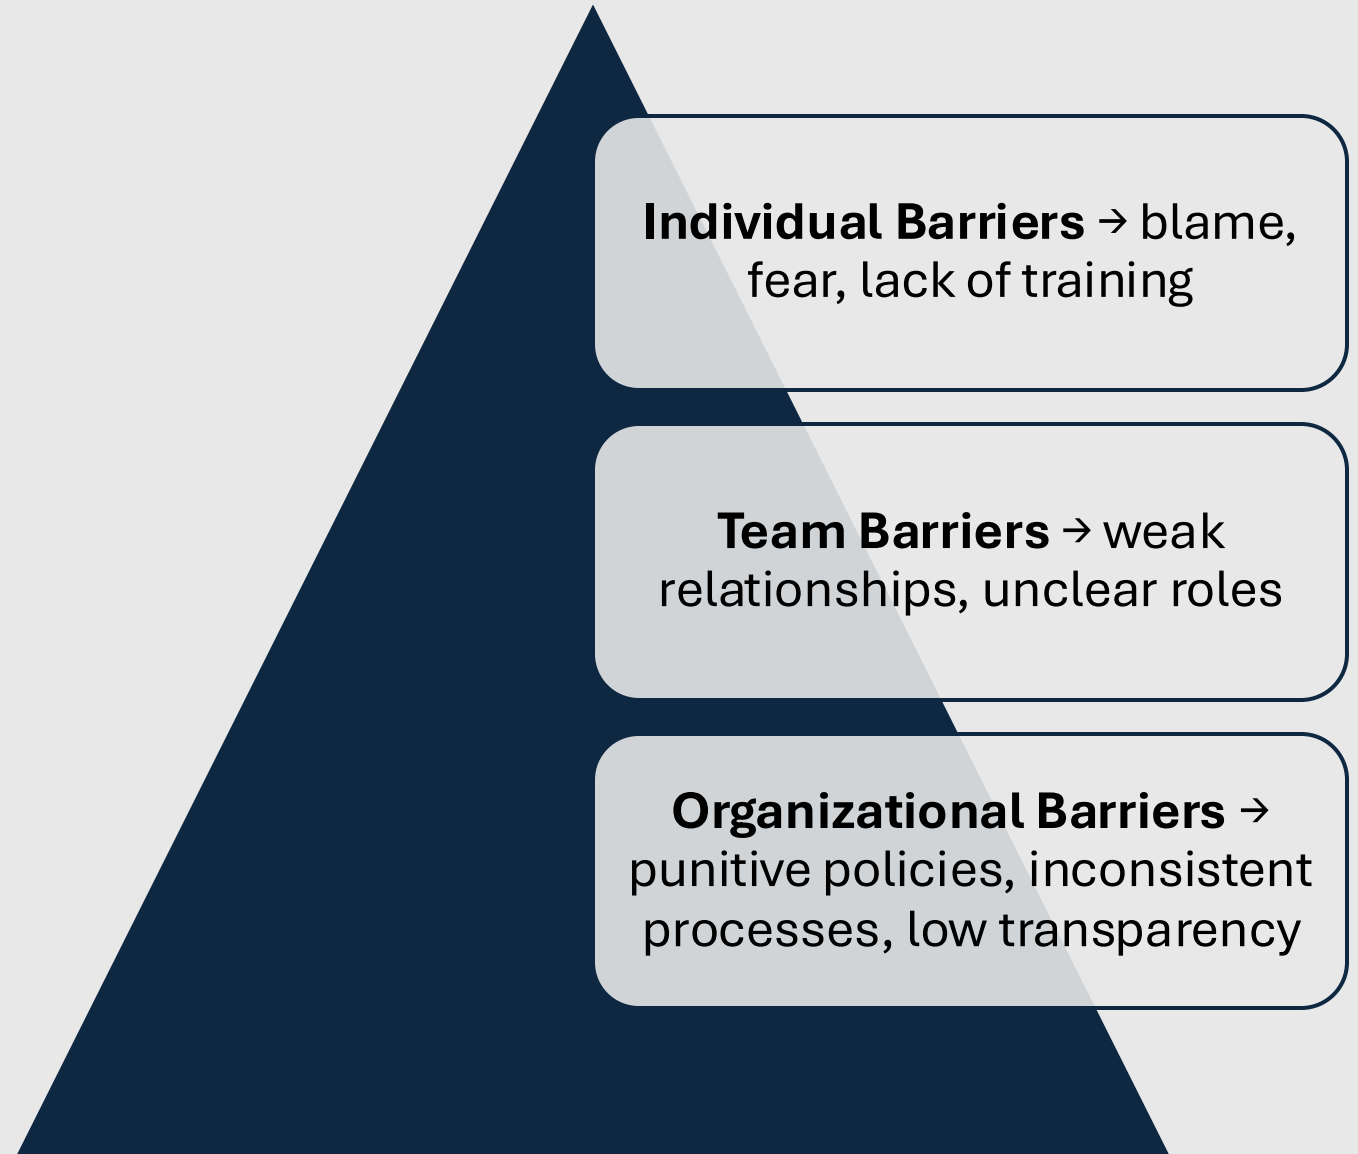 Individual Barriers → blame,
fear, lack of training
Team Barriers → weak
relationships, unclear roles
Organizational Barriers →
punitive policies, inconsistent
processes, low transparency